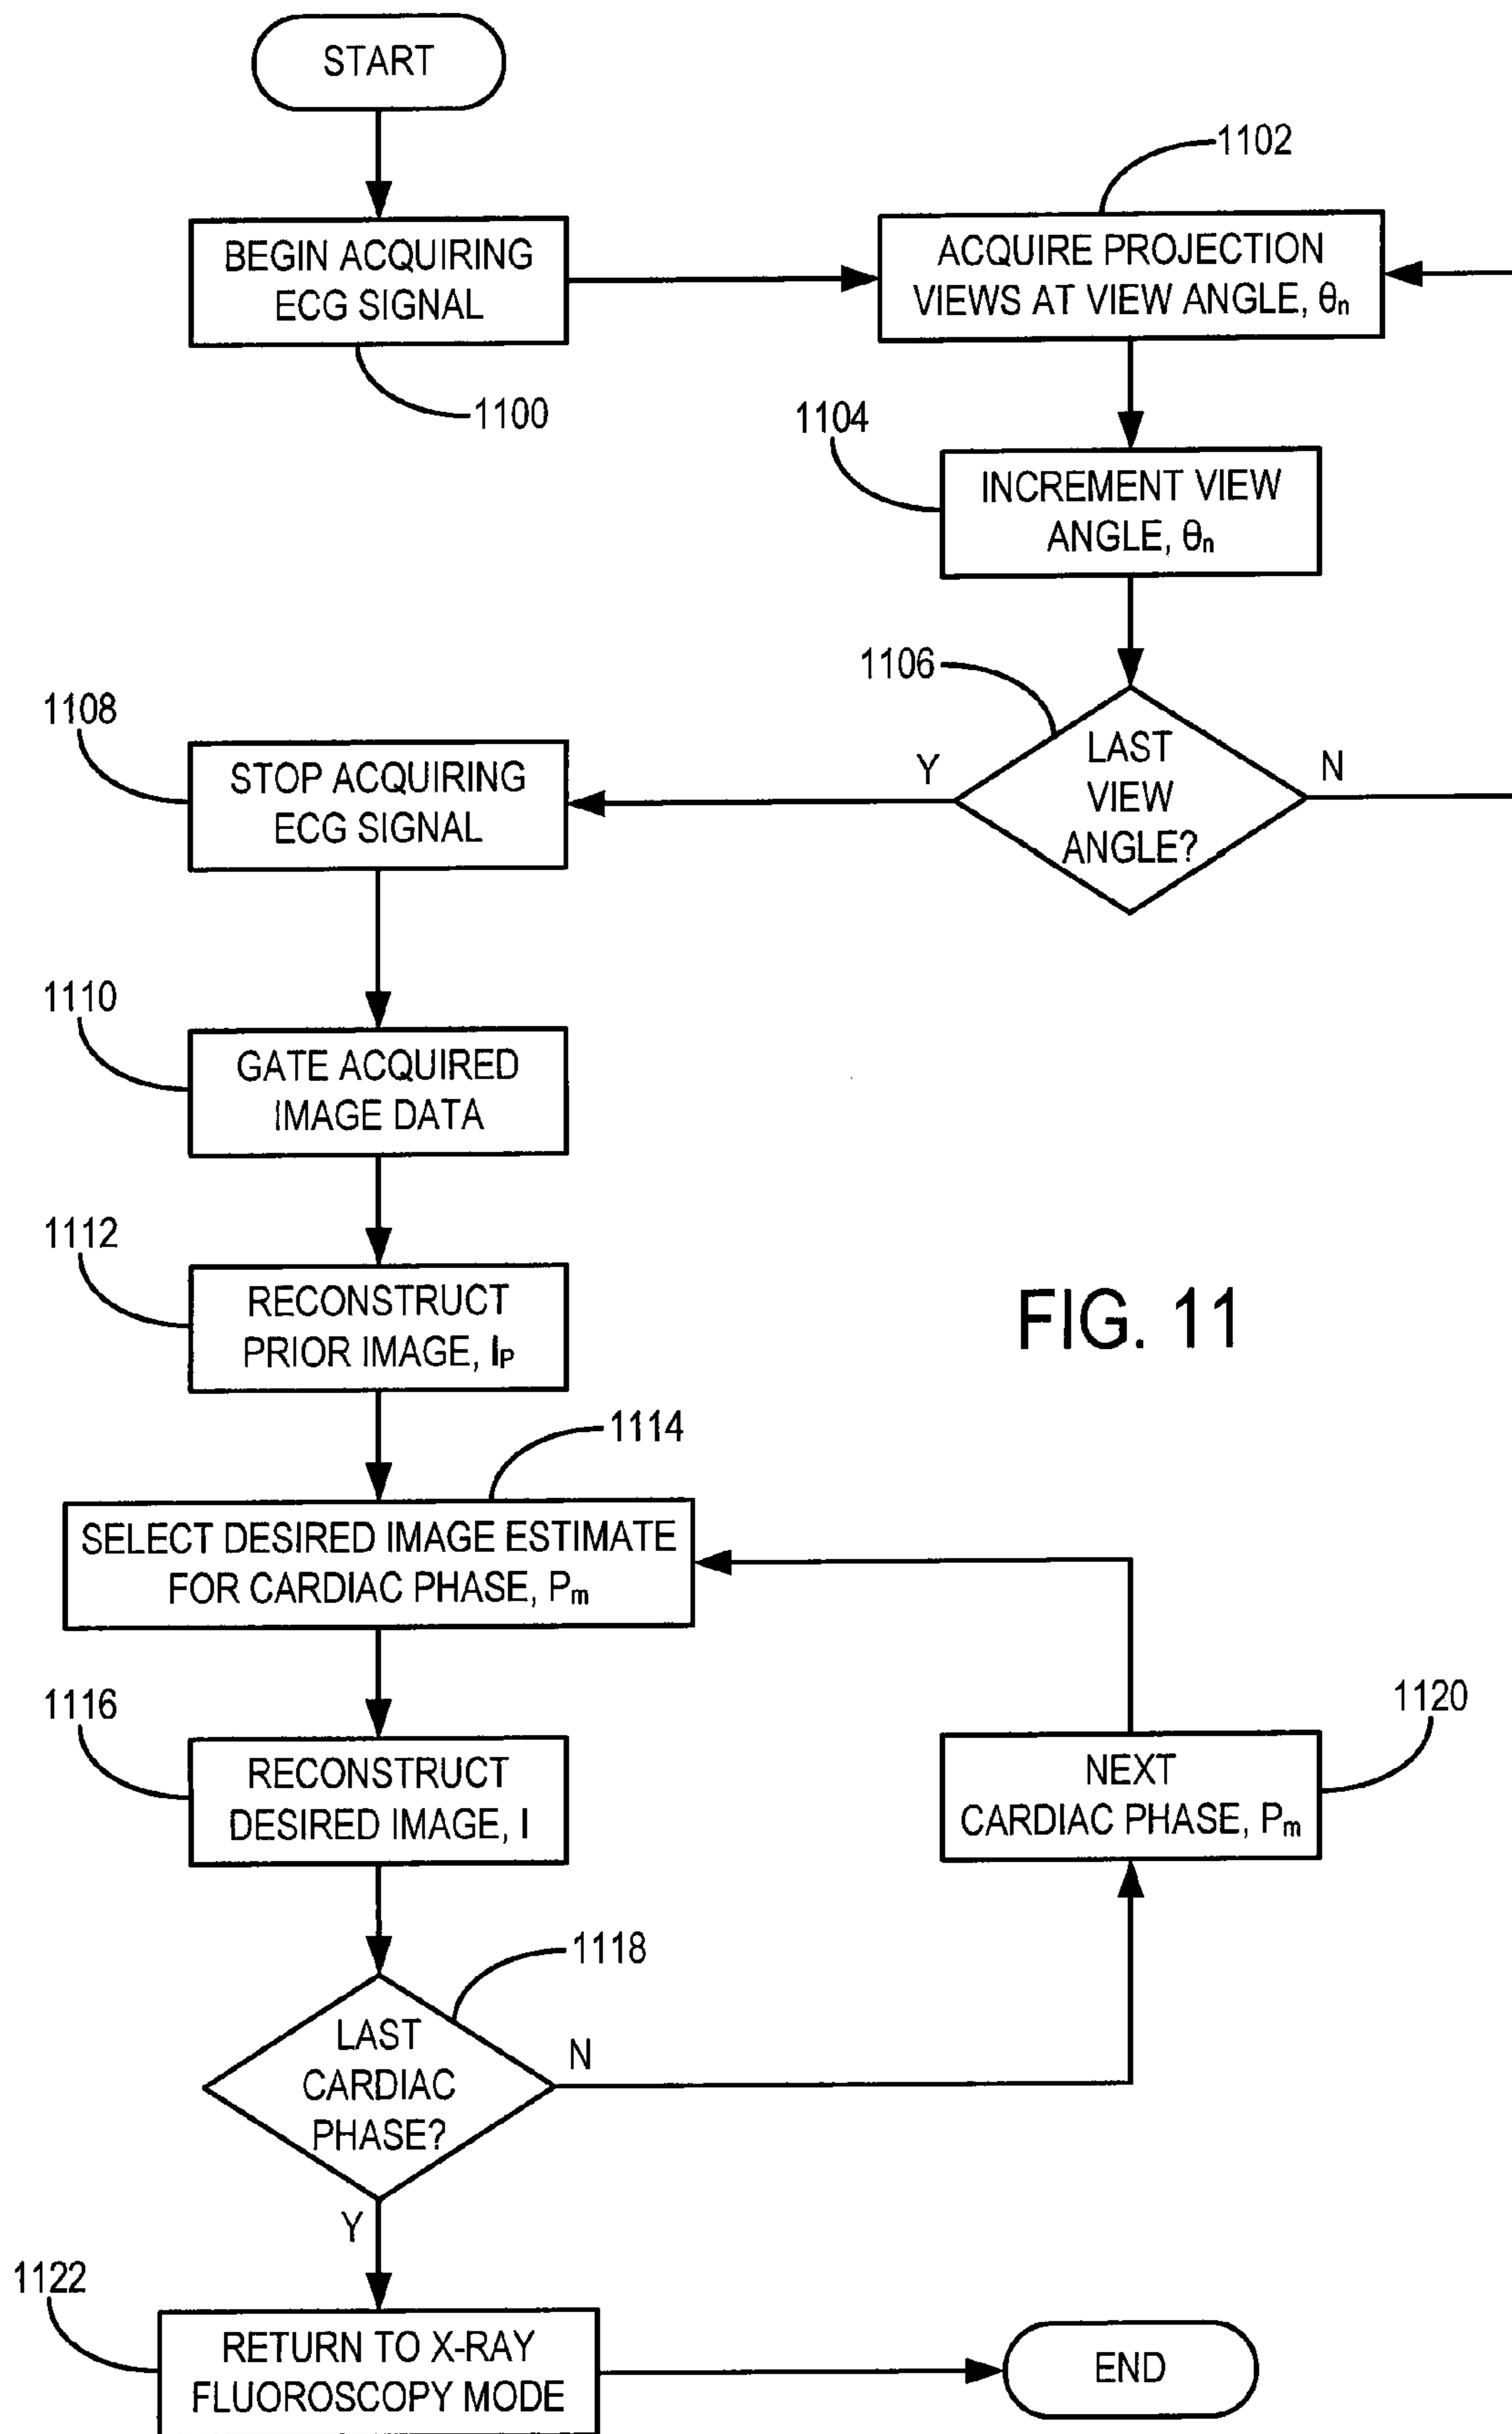 START
1102
BEGIN ACQUIRING
ECG SIGNAL
1100
ACQUIRE PROJECTION
VIEWS AT VIEW ANGLE, θn
1104
INCREMENT VIEW
ANGLE, θn
1106
LAST
VIEW
ANGLE?
Y
N
1108
STOP ACQUIRING
ECG SIGNAL
1110
GATE ACQUIRED
IMAGE DATA
1112
RECONSTRUCT
PRIOR IMAGE, IP
FIG. 11
1114
SELECT DESIRED IMAGE ESTIMATE
FOR CARDIAC PHASE, Pm
1116
RECONSTRUCT
DESIRED IMAGE, I
1120
NEXT
CARDIAC PHASE, Pm
1118
LAST
CARDIAC
PHASE?
N
Y
1122
RETURN TO X-RAY
FLUOROSCOPY MODE
END